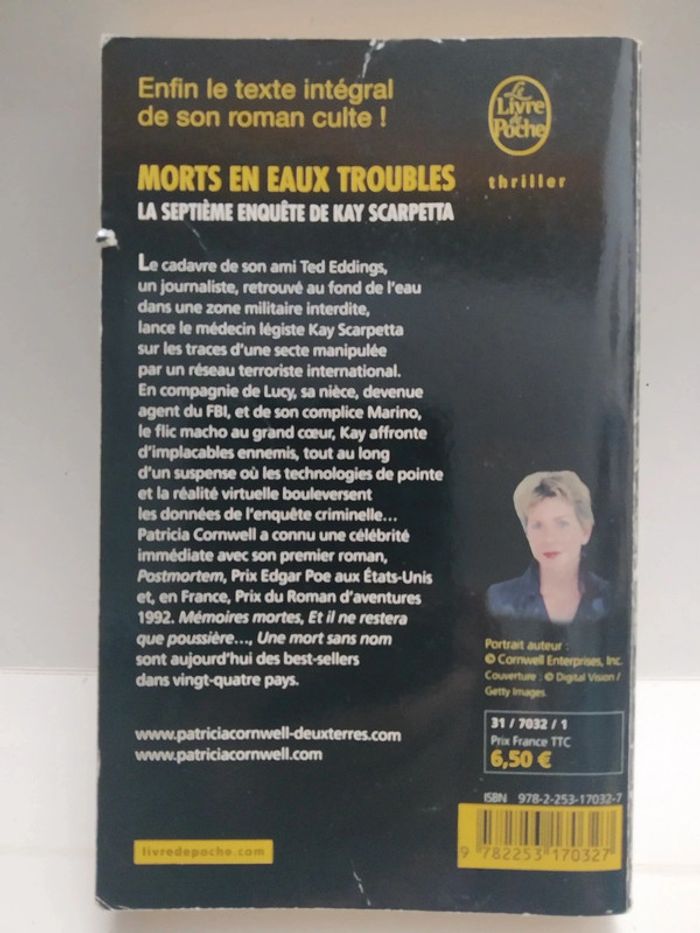 Enfin le texte intégral
de son roman culte !
Le
Livre
de
Poche
MORTS EN EAUX TROUBLES
thriller
LA SEPTIÈME ENQUÊTE DE KAY SCARPETTA
Le cadavre de son ami Ted Eddings,
un journaliste, retrouvé au fond de l'eau
dans une zone militaire interdite,
lance le médecin légiste Kay Scarpetta
sur les traces d'une secte manipulée
par un réseau terroriste international.
En compagnie de Lucy, sa nièce, devenue
agent du FBI, et de son complice Marino,
le flic macho au grand cœur, Kay affronte
d'implacables ennemis, tout au long
d'un suspense où les technologies de pointe
et la réalité virtuelle bouleversent
les données de l'enquête criminelle...
Patricia Cornwell a connu une célébrité
immédiate avec son premier roman,
Postmortem, Prix Edgar Poe aux États-Unis
et, en France, Prix du Roman d'aventures
1992. Mémoires mortes, Et il ne restera
que poussière..., Une mort sans nom
sont aujourd'hui des best-sellers
dans vingt-quatre pays.
www.patriciacornwell-deuxterres.com
www.patriciacornwell.com
livredepoche.com
Portrait auteur :
© Cornwell Enterprises, Inc.
Couverture : © Digital Vision /
Getty Images.
31 / 7032 / 1
Prix France TTC
6,50 €
ISBN 978-2-253-17032-7
9 782253 170327